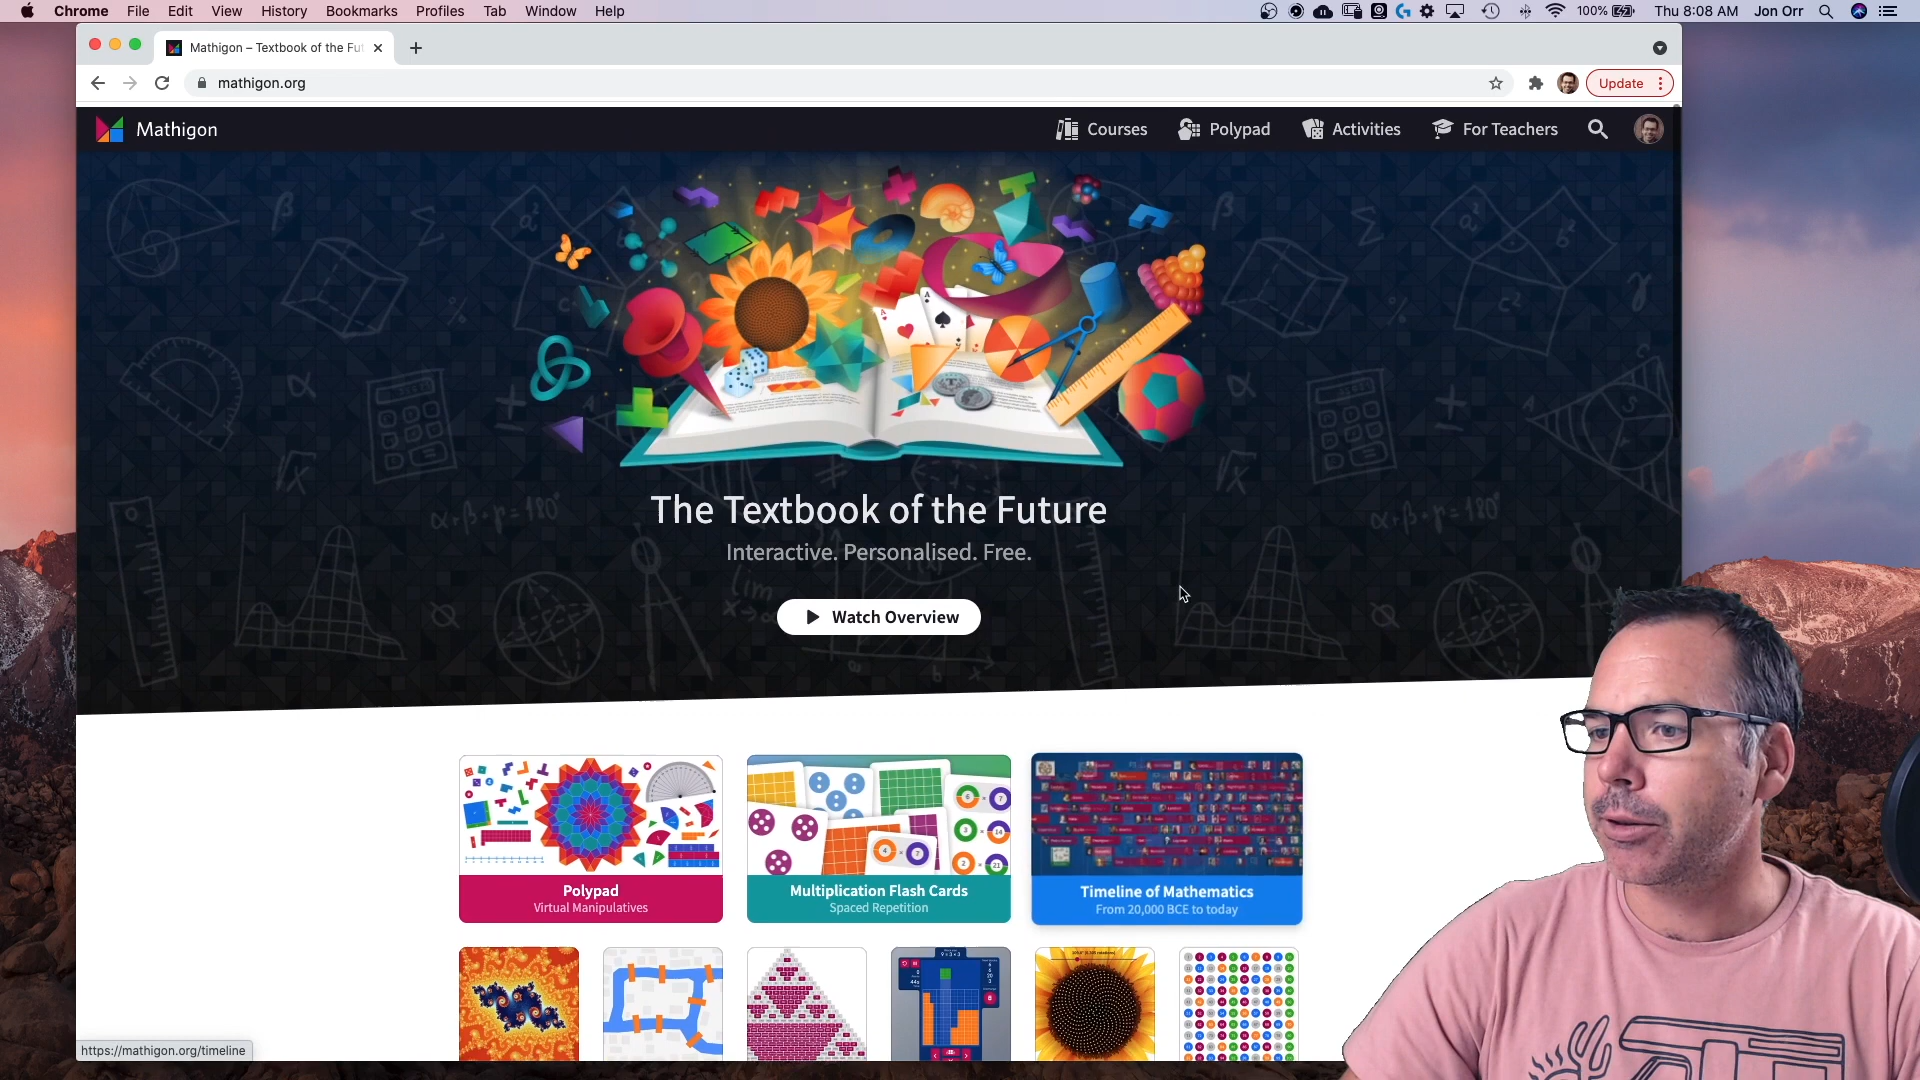 Chrome File Edit View History Bookmarks Profiles Tab Window Help
100% Thu 8:08 AM Jon Orr
Mathigon – Textbook of the Fut
mathigon.org
Update
Mathigon
Courses
Polypad
Activities
For Teachers
The Textbook of the Future
Interactive. Personalised. Free.
Watch Overview
Polypad
Virtual Manipulatives
Multiplication Flash Cards
Spaced Repetition
Timeline of Mathematics
From 20,000 BCE to today
https://mathigon.org/timeline